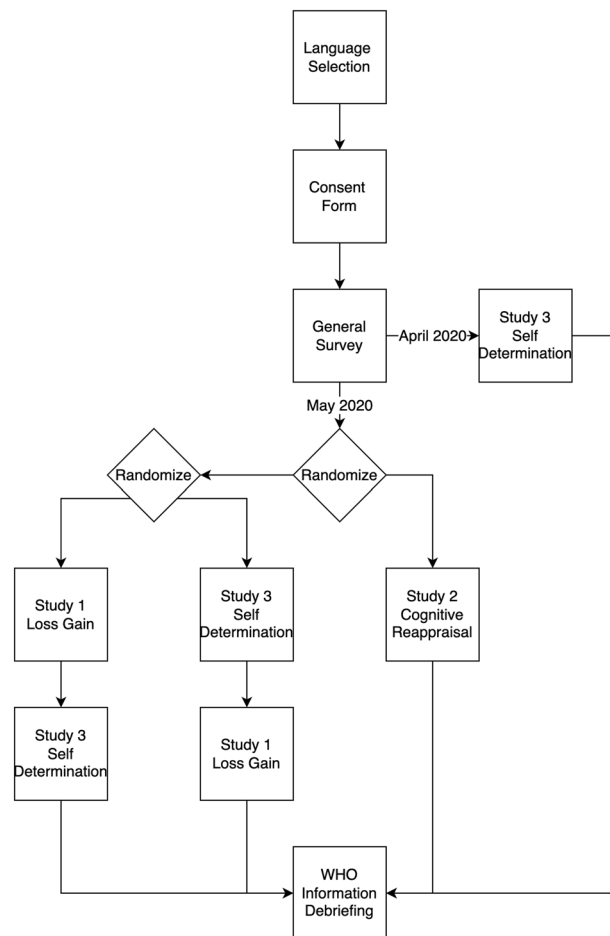 Language
Selection
Consent
Form
General
Survey
April 2020
Study 3
Self
Determination
May 2020
Randomize
Randomize
Study 1
Loss Gain
Study 3
Self
Determination
Study 2
Cognitive
Reappraisal
Study 3
Self
Determination
Study 1
Loss Gain
WHO
Information
Debriefing